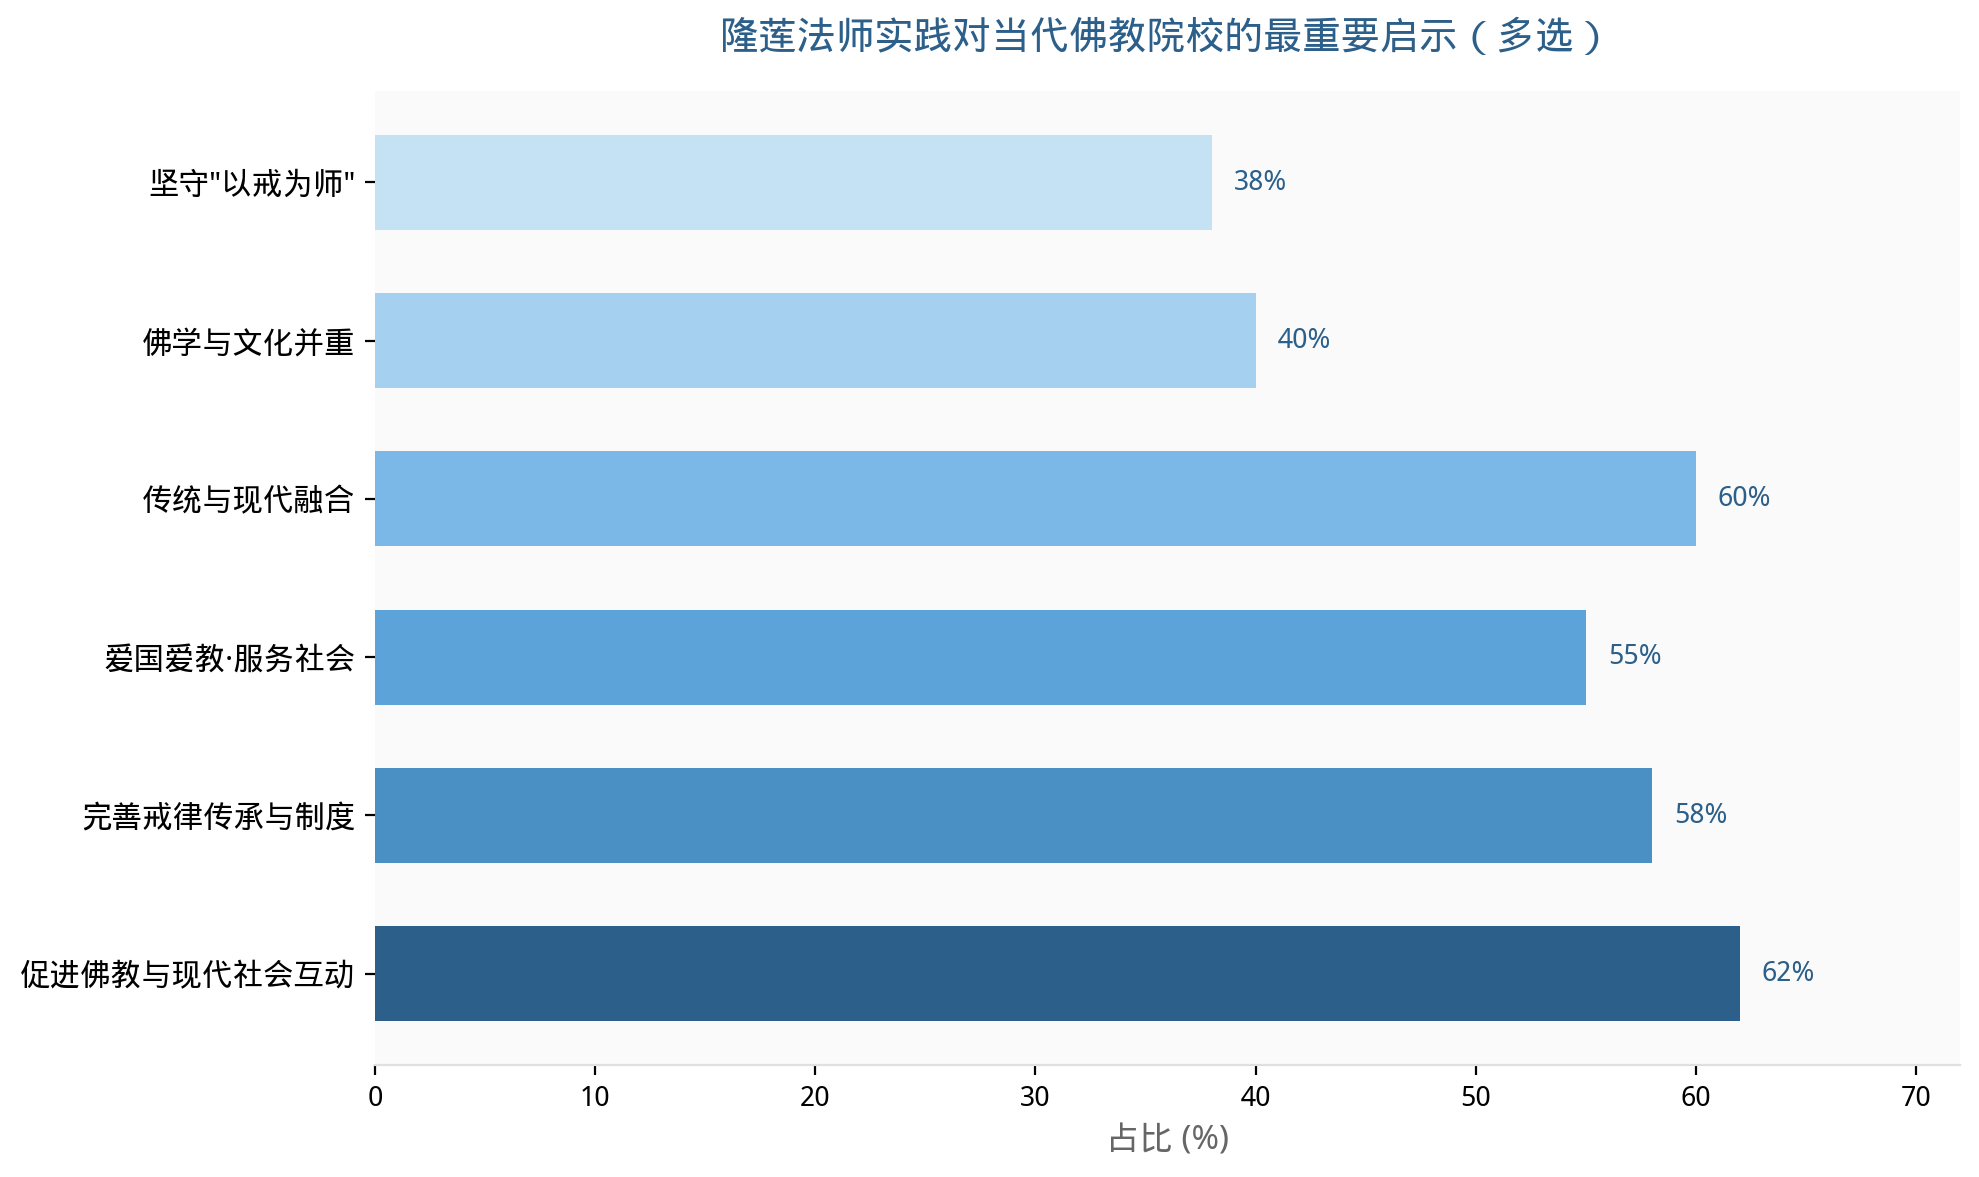 隆莲法师实践对当代佛教院校的最重要启示（多选）
坚守"以戒为师"
38%
佛学与文化并重
40%
传统与现代融合
60%
爱国爱教·服务社会
55%
完善戒律传承与制度
58%
促进佛教与现代社会互动
62%
0 10 20 30 40 50 60 70
占比 (%)